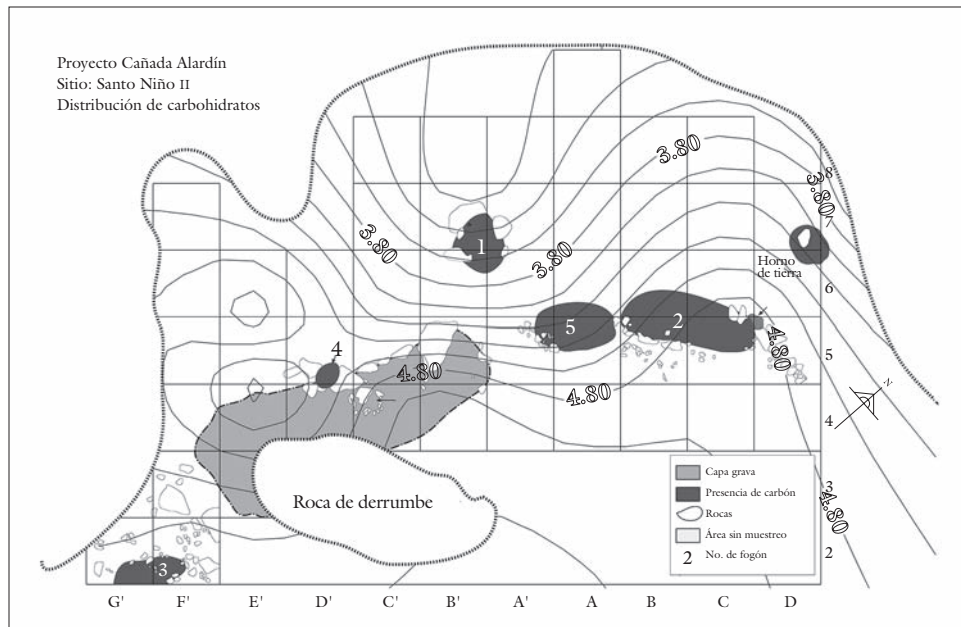 Proyecto Cañada Alardín
Sitio: Santo Niño II
Distribución de carbohidratos
3.80
3.80
8
7
1
3.80
3.80
Horno
de tierra
6
5
2
4.80
4
4.80
5
4.80
N
4
Roca de derrumbe
Capa grava
Presencia de carbón
Rocas
Área sin muestreo
2 No. de fogón
3
4.80
2
3
G' F' E' D' C' B' A' A B C D